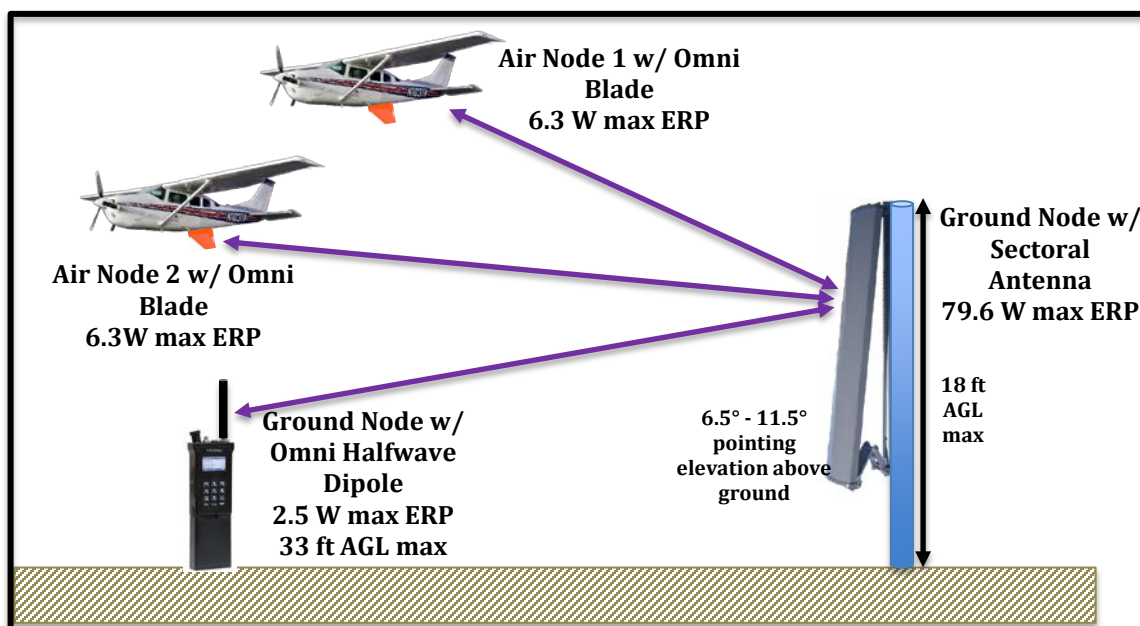 Air Node 1 w/ Omni
Blade
6.3 W max ERP
Air Node 2 w/ Omni
Blade
6.3W max ERP
Ground Node w/
Sectoral
Antenna
79.6 W max ERP
18 ft
AGL
max
6.5° - 11.5°
pointing
elevation above
ground
Ground Node w/
Omni Halfwave
Dipole
2.5 W max ERP
33 ft AGL max